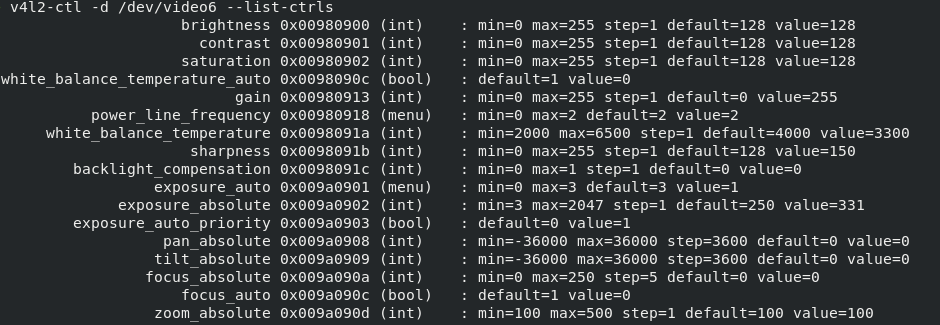 v4l2-ctl -d /dev/video6 --list-ctrls
brightness 0x00980900 (int) : min=0 max=255 step=1 default=128 value=128
contrast 0x00980901 (int) : min=0 max=255 step=1 default=128 value=128
saturation 0x00980902 (int) : min=0 max=255 step=1 default=128 value=128
white_balance_temperature_auto 0x0098090c (bool) : default=1 value=0
gain 0x00980913 (int) : min=0 max=255 step=1 default=0 value=255
power_line_frequency 0x00980918 (menu) : min=0 max=2 default=2 value=2
white_balance_temperature 0x0098091a (int) : min=2000 max=6500 step=1 default=4000 value=3300
sharpness 0x0098091b (int) : min=0 max=255 step=1 default=128 value=150
backlight_compensation 0x0098091c (int) : min=0 max=1 step=1 default=0 value=0
exposure_auto 0x009a0901 (menu) : min=0 max=3 default=3 value=1
exposure_absolute 0x009a0902 (int) : min=3 max=2047 step=1 default=250 value=331
exposure_auto_priority 0x009a0903 (bool) : default=0 value=1
pan_absolute 0x009a0908 (int) : min=-36000 max=36000 step=3600 default=0 value=0
tilt_absolute 0x009a0909 (int) : min=-36000 max=36000 step=3600 default=0 value=0
focus_absolute 0x009a090a (int) : min=0 max=250 step=5 default=0 value=0
focus_auto 0x009a090c (bool) : default=1 value=0
zoom_absolute 0x009a090d (int) : min=100 max=500 step=1 default=100 value=100